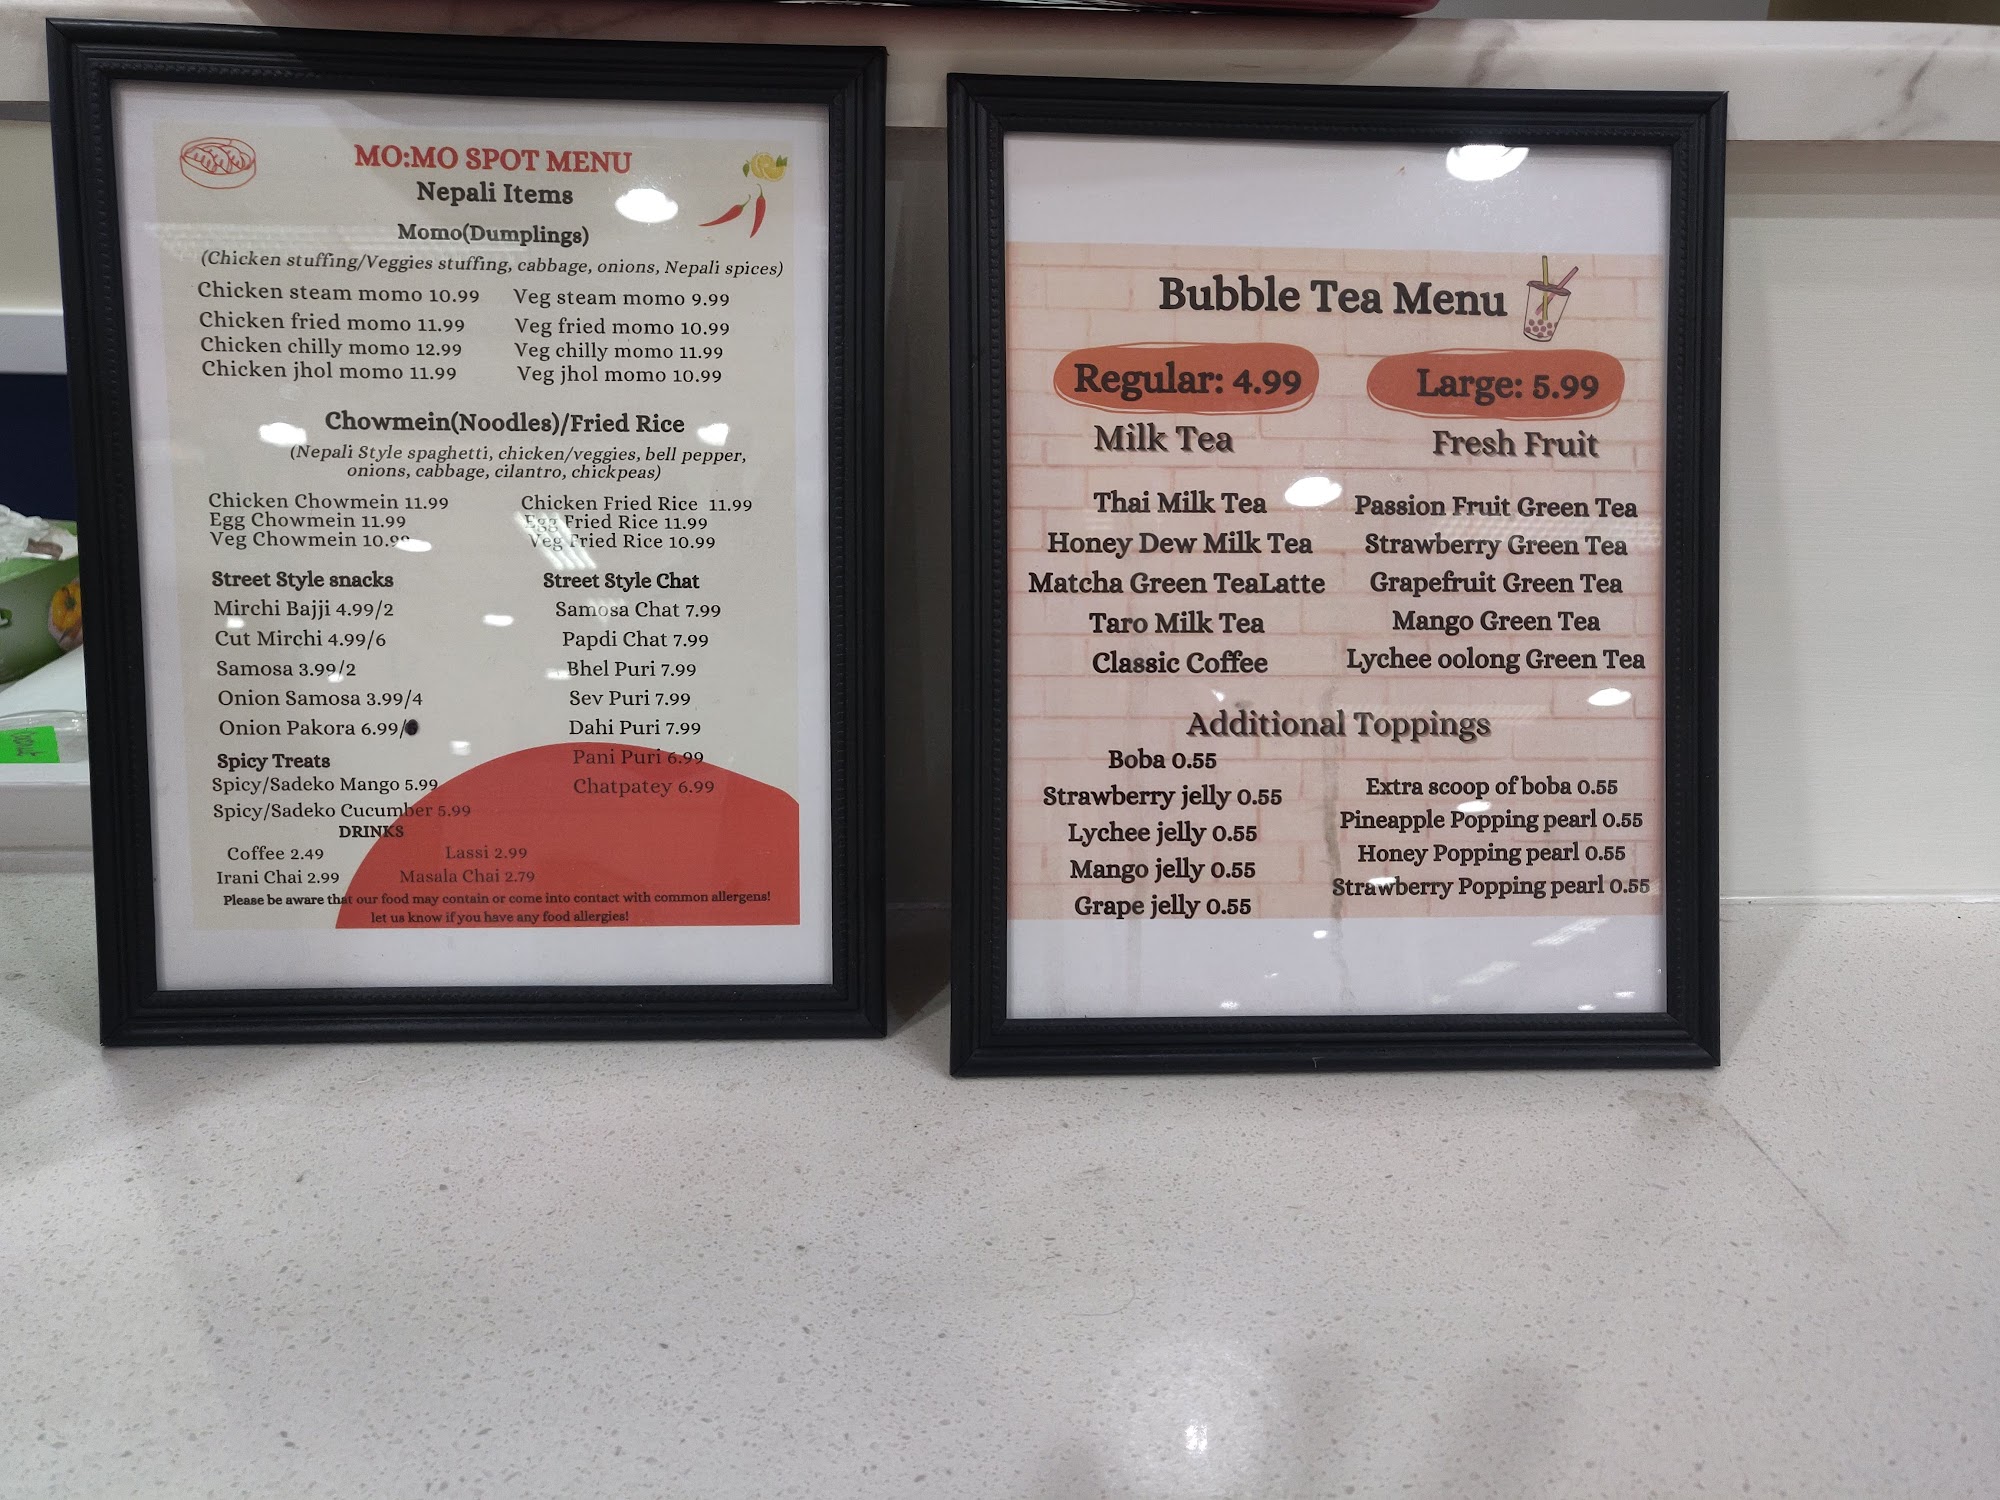 MO:MO SPOT MENU
Nepali Items
Momo(Dumplings)
(Chicken stuffing/Veggies stuffing, cabbage, onions, Nepali spices)
Chicken steam momo 10.99
Chicken fried momo 11.99
Chicken chilly momo 12.99
Chicken jhol momo 11.99
Veg steam momo 9.99
Veg fried momo 10.99
Veg chilly momo 11.99
Veg jhol momo 10.99
Chowmein(Noodles)/Fried Rice
(Nepali Style spaghetti, chicken/veggies, bell pepper,
onions, cabbage, cilantro, chickpeas)
Chicken Chowmein 11.99
Egg Chowmein 11.99
Veg Chowmein 10.99
Chicken Fried Rice 11.99
Egg Fried Rice 11.99
Veg Fried Rice 10.99
Street Style snacks
Mirchi Bajji 4.99/2
Cut Mirchi 4.99/6
Samosa 3.99/2
Onion Samosa 3.99/4
Onion Pakora 6.99/
Spicy Treats
Spicy/Sadeko Mango 5.99
Spicy/Sadeko Cucumber 5.99
Street Style Chat
Samosa Chat 7.99
Papdi Chat 7.99
Bhel Puri 7.99
Sev Puri 7.99
Dahi Puri 7.99
Pani Puri 6.99
Chatpatey 6.99
DRINKS
Coffee 2.49
Irani Chai 2.99
Lassi 2.99
Masala Chai 2.79
Please be aware that our food may contain or come into contact with common allergens!
let us know if you have any food allergies!
Bubble Tea Menu
Regular: 4.99
Large: 5.99
Milk Tea
Thai Milk Tea
Honey Dew Milk Tea
Matcha Green TeaLatte
Taro Milk Tea
Classic Coffee
Fresh Fruit
Passion Fruit Green Tea
Strawberry Green Tea
Grapefruit Green Tea
Mango Green Tea
Lychee oolong Green Tea
Additional Toppings
Boba 0.55
Strawberry jelly 0.55
Lychee jelly 0.55
Mango jelly 0.55
Grape jelly 0.55
Extra scoop of boba 0.55
Pineapple Popping pearl 0.55
Honey Popping pearl 0.55
Strawberry Popping pearl 0.55